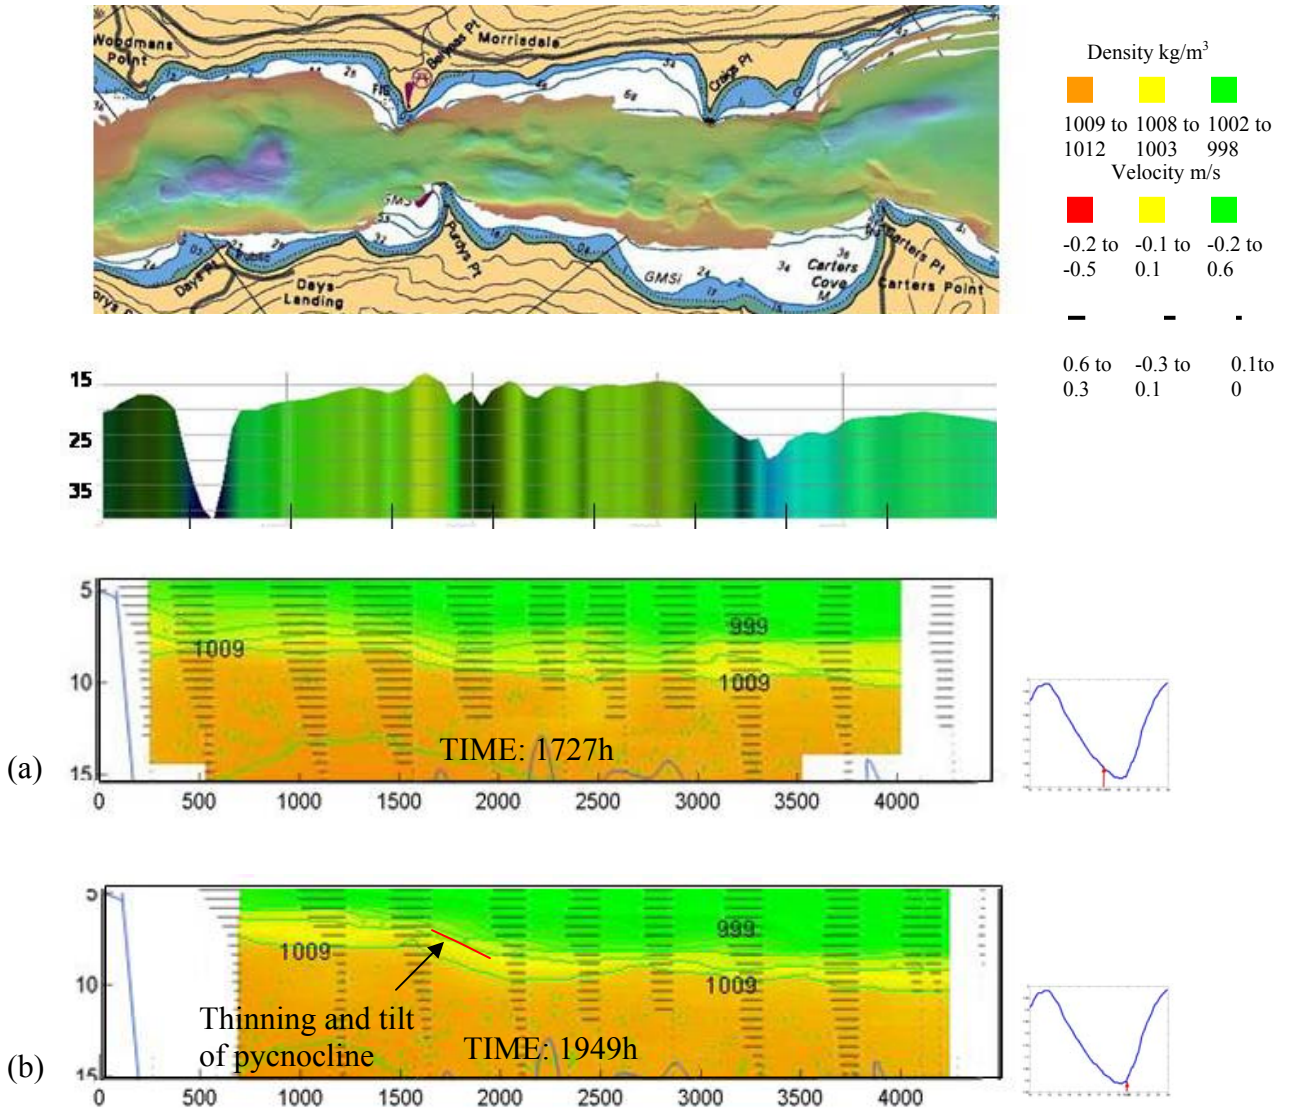 Woodmans
Point
Morrisdale
Belyeas Pt
Craigs Pt
Purdys Pt
Days Pt
Days
Landing
GMSi
Carters
Cove
M
Carters Pt
Carters Point
Density kg/m³
1009 to 1008 to 1002 to
1012 1003 998
Velocity m/s
-0.2 to -0.1 to -0.2 to
-0.5 0.1 0.6
0.6 to -0.3 to 0.1to
0.3 0.1 0
15
25
35
(a)
5
10
15
1009
999
1009
TIME: 1727h
0 500 1000 1500 2000 2500 3000 3500 4000
(b)
5
10
15
1009
999
1009
Thinning and tilt
of pycnocline
TIME: 1949h
0 500 1000 1500 2000 2500 3000 3500 4000